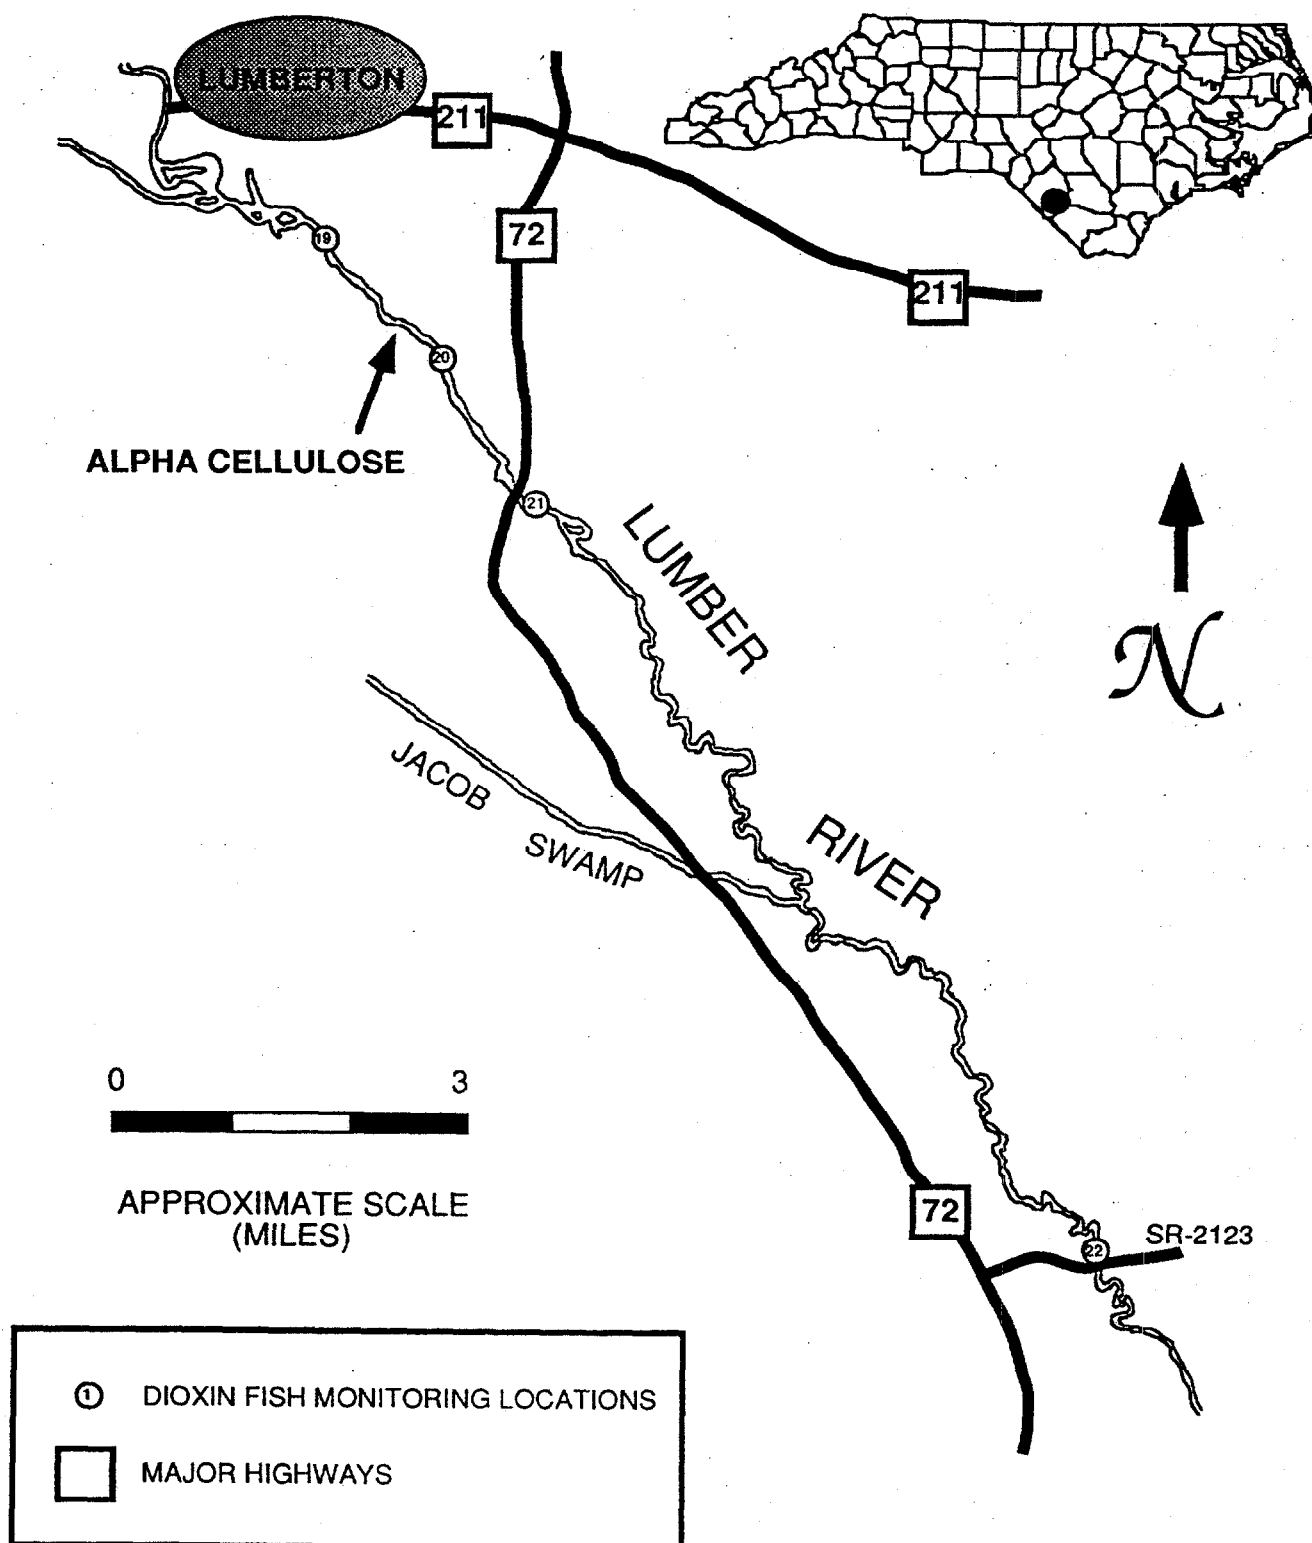 LUMBERTON
211
72
19
211
20
ALPHA CELLULOSE
21
LUMBER
N
JACOB
SWAMP
RIVER
0 3
APPROXIMATE SCALE
(MILES)
72
SR-2123
22
1 DIOXIN FISH MONITORING LOCATIONS
MAJOR HIGHWAYS